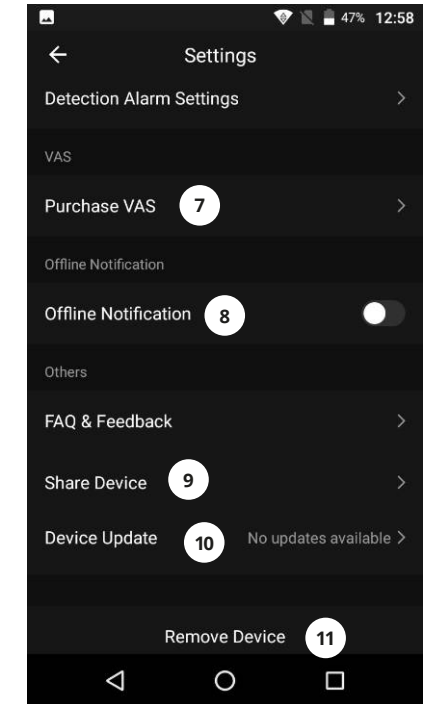 47% 12:58
Settings
Detection Alarm Settings
VAS
Purchase VAS 7
Offline Notification
Offline Notification 8
Others
FAQ & Feedback
Share Device 9
Device Update 10 No updates available
Remove Device 11